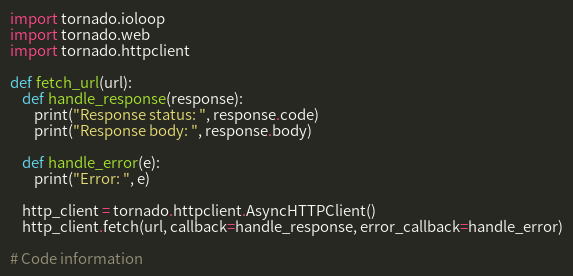 import tornado.ioloop
import tornado.web
import tornado.httpclient

def fetch_url(url):
    def handle_response(response):
        print("Response status: ", response.code)
        print("Response body: ", response.body)

    def handle_error(e):
        print("Error: ", e)

    http_client = tornado.httpclient.AsyncHTTPClient()
    http_client.fetch(url, callback=handle_response, error_callback=handle_error)

# Code information